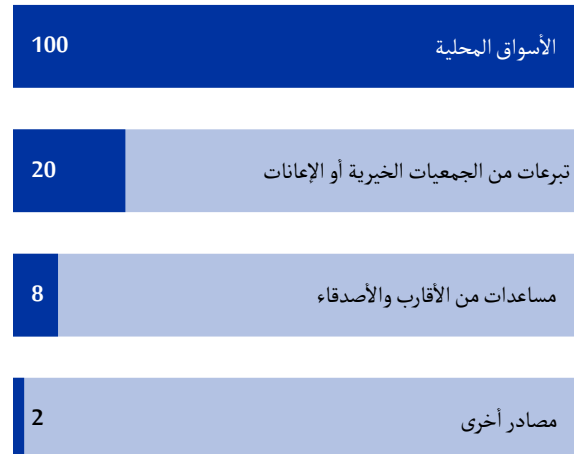 الأسواق المحلية 100
تبرعات من الجمعيات الخيرية أو الإعانات 20
مساعدات من الأقارب والأصدقاء 8
مصادر أخرى 2